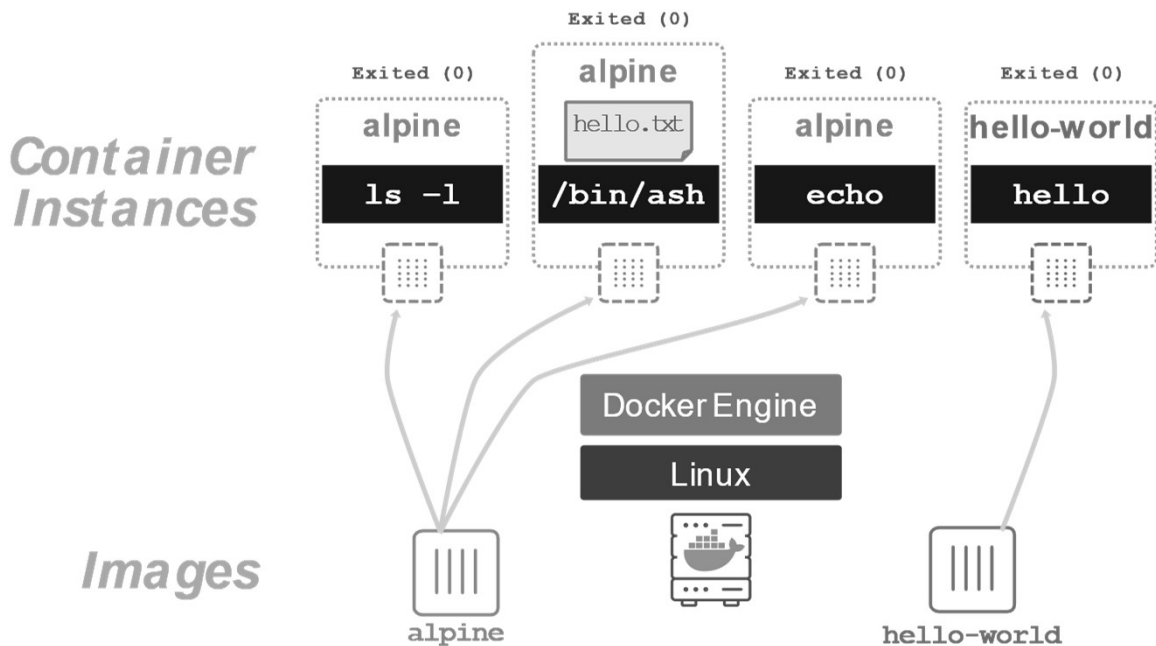 Exited (0)
Exited (0)
Exited (0)
Exited (0)
alpine
alpine
alpine
hello-world
hello.txt
Container
Instances
ls –l
/bin/ash
echo
hello
Docker Engine
Linux
Images
alpine
hello-world